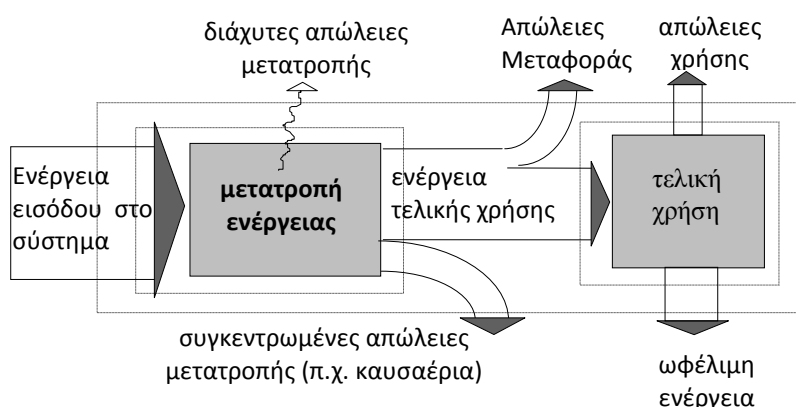 διάχυτες απώλειες
μετατροπής
Απώλειες
Μεταφοράς
απώλειες
χρήσης
Ενέργεια
εισόδου στο
σύστημα
μετατροπή
ενέργειας
ενέργεια
τελικής χρήσης
τελική
χρήση
συγκεντρωμένες απώλειες
μετατροπής (π.χ. καυσαέρια)
ωφέλιμη
ενέργεια